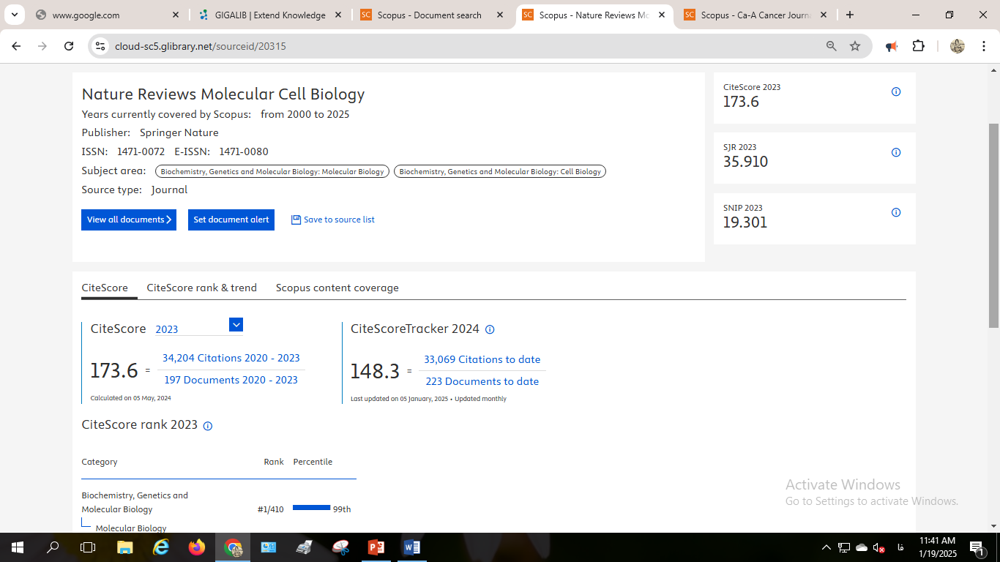 www.google.com
GIGALIB | Extend Knowledge
SC Scopus - Document search
SC Scopus - Nature Reviews Mo
SC Scopus - Ca-A Cancer Journa
cloud-sc5.glibrary.net/sourceid/20315
Nature Reviews Molecular Cell Biology
Years currently covered by Scopus: from 2000 to 2025
Publisher: Springer Nature
ISSN: 1471-0072 E-ISSN: 1471-0080
Subject area: Biochemistry, Genetics and Molecular Biology: Molecular Biology Biochemistry, Genetics and Molecular Biology: Cell Biology
Source type: Journal
View all documents Set document alert Save to source list
CiteScore 2023
173.6
SJR 2023
35.910
SNIP 2023
19.301
CiteScore CiteScore rank & trend Scopus content coverage
CiteScore 2023
173.6 =
34,204 Citations 2020 - 2023
197 Documents 2020 - 2023
Calculated on 05 May, 2024
CiteScoreTracker 2024
148.3 =
33,069 Citations to date
223 Documents to date
Last updated on 05 January, 2025 • Updated monthly
CiteScore rank 2023
Category Rank Percentile
Biochemistry, Genetics and
Molecular Biology #1/410 99th
Molecular Biology
Activate Windows
Go to Settings to activate Windows.
فا
11:41 AM
1/19/2025
1